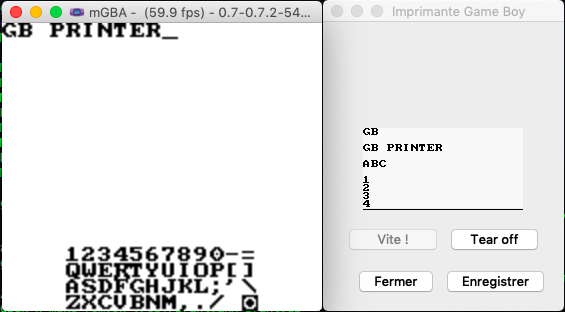 mGBA - (59.9 fps) - 0.7-0.7.2-54...
GB PRINTER_
1234567890-=
QWERTYUIOP[]
ASDFGHJKL;'\
ZXCVBNM,./
Imprimante Game Boy
GB
GB PRINTER
ABC
1
2
3
4
Vite !
Tear off
Fermer
Enregistrer